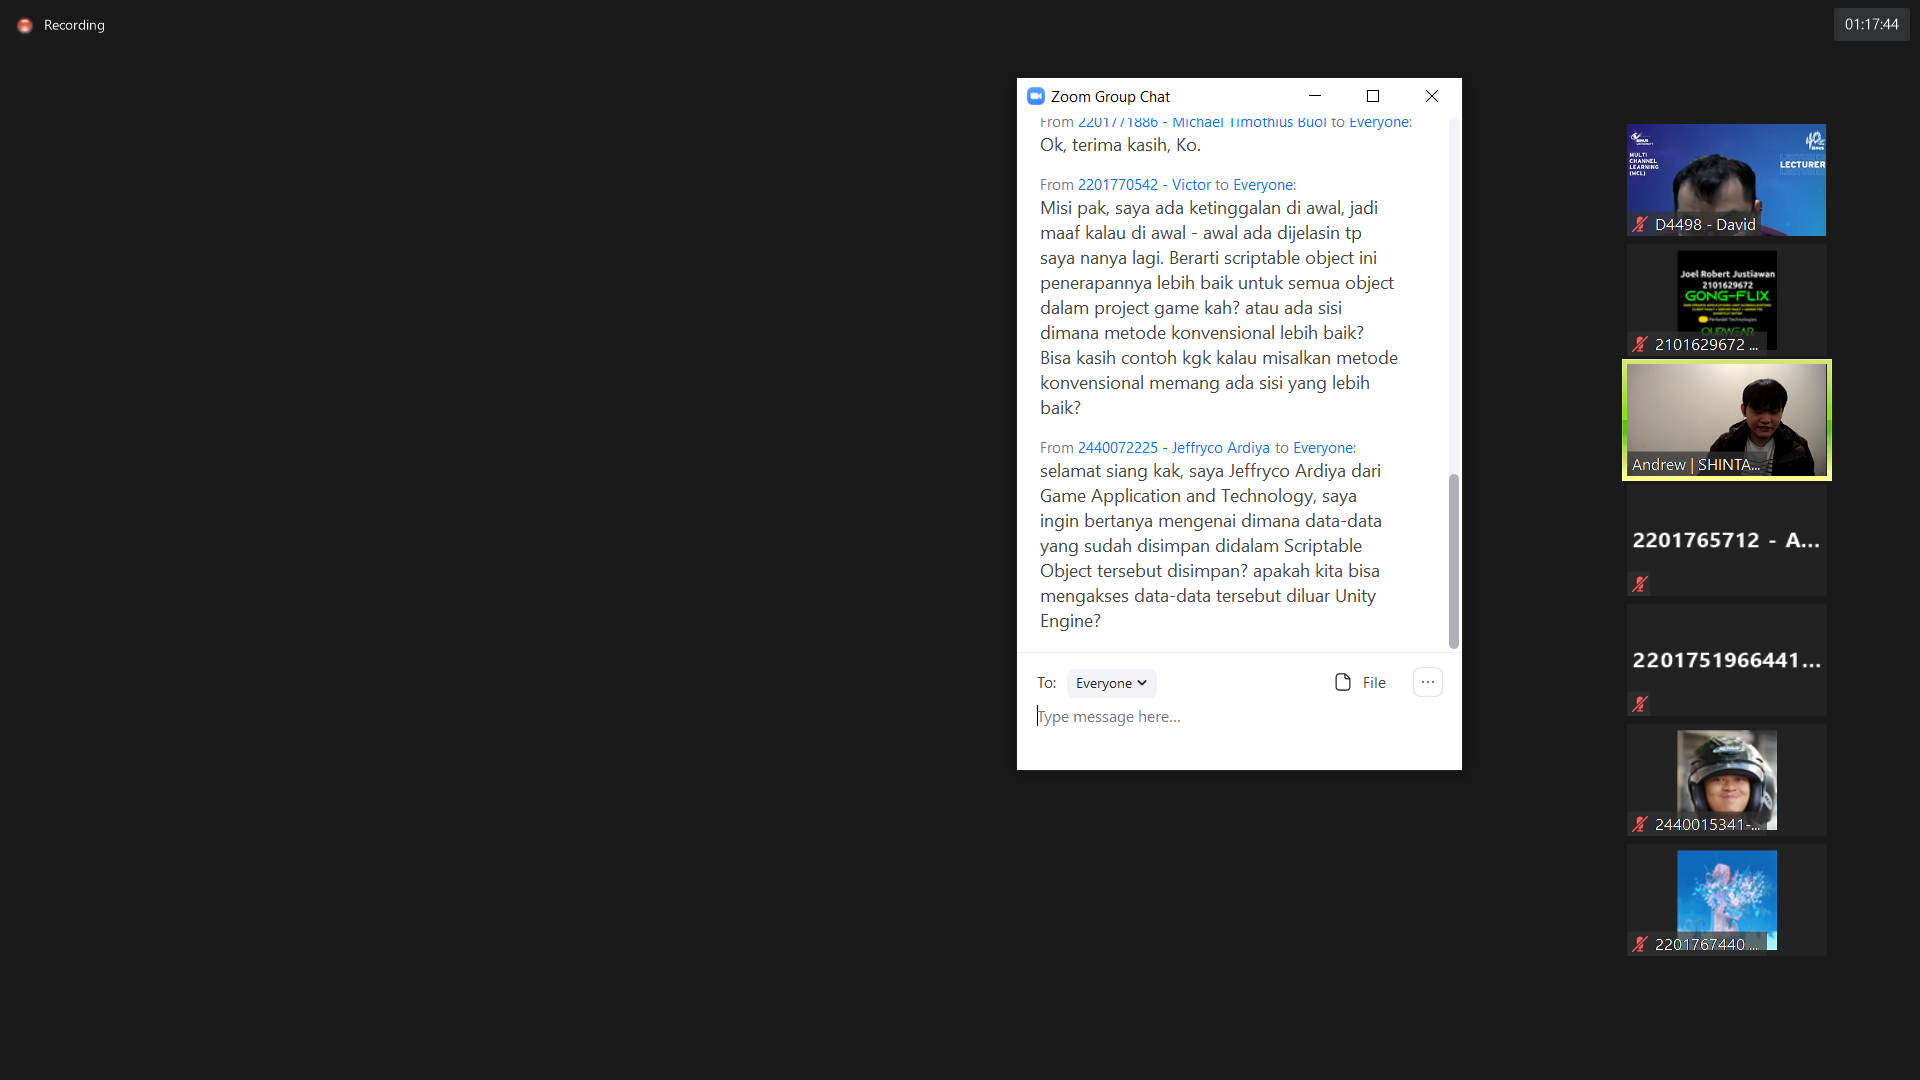 Recording
01:17:44
Zoom Group Chat
From 2201771886 - Michael Timothius Buol to Everyone:
Ok, terima kasih, Ko.
From 2201770542 - Victor to Everyone:
Misi pak, saya ada ketinggalan di awal, jadi
maaf kalau di awal - awal ada dijelasin tp
saya nanya lagi. Berarti scriptable object ini
penerapannya lebih baik untuk semua object
dalam project game kah? atau ada sisi
dimana metode konvensional lebih baik?
Bisa kasih contoh kgk kalau misalkan metode
konvensional memang ada sisi yang lebih
baik?
From 2440072225 - Jeffryco Ardiya to Everyone:
selamat siang kak, saya Jeffryco Ardiya dari
Game Application and Technology, saya
ingin bertanya mengenai dimana data-data
yang sudah disimpan didalam Scriptable
Object tersebut disimpan? apakah kita bisa
mengakses data-data tersebut diluar Unity
Engine?
To: Everyone
File
Type message here...
MULTI
CHANNEL
LEARNING
(MCL)
LECTURER
D4498 - David
Joel Robert Justiawan
2101629672
GONG-FLIX
OURWEAR
2101629672 ...
Andrew | SHINTA...
2201765712 - A...
2201751966441...
2440015341-...
2201767440 ...